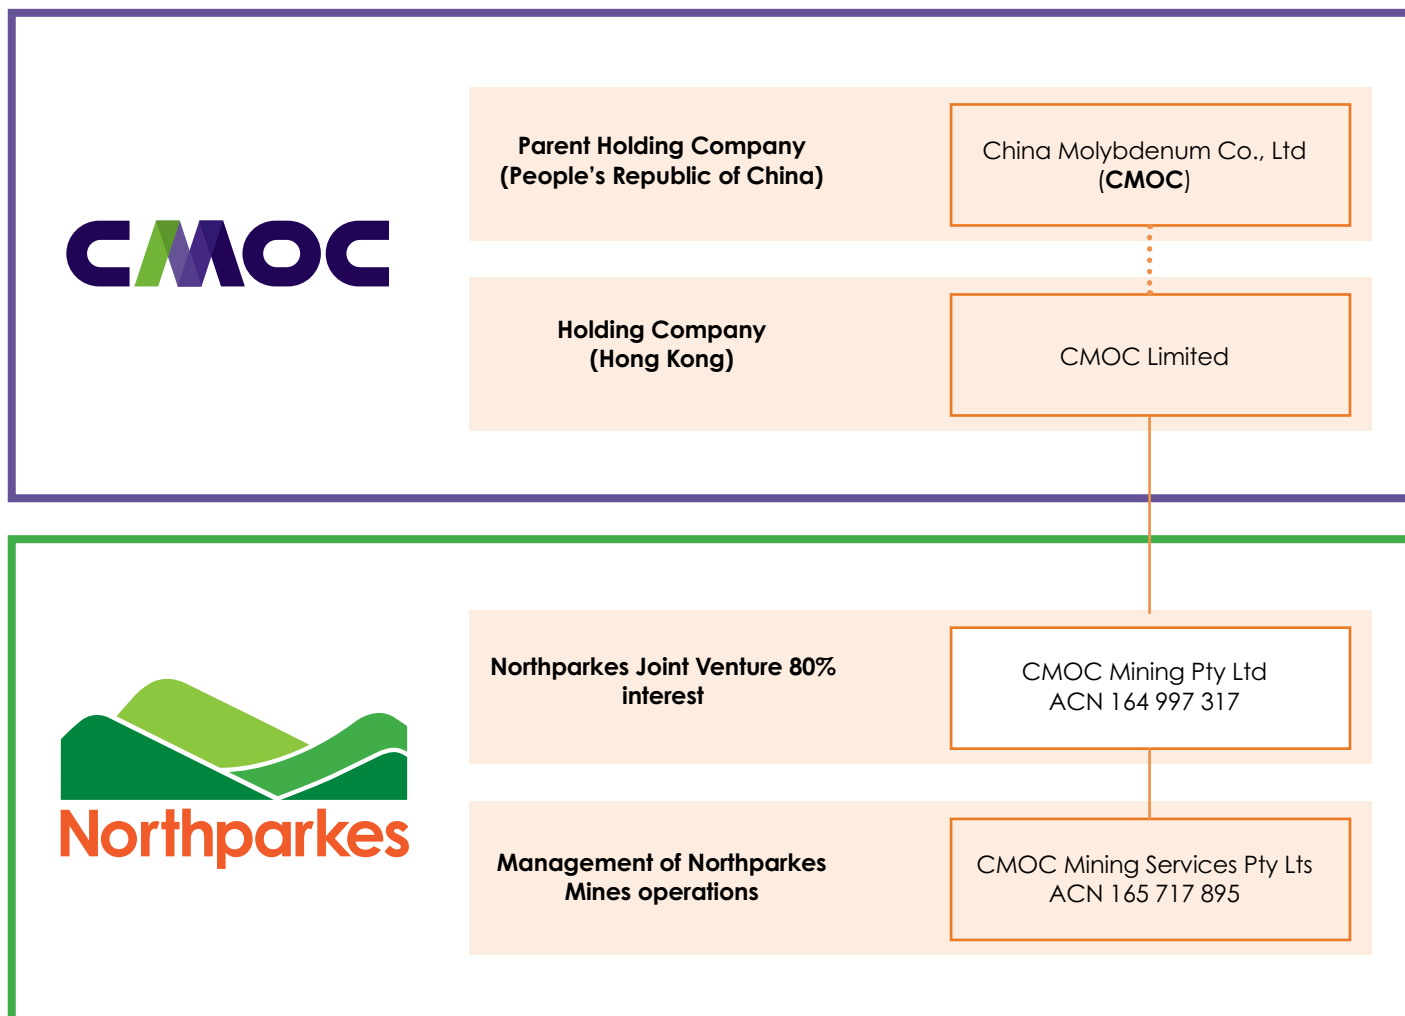 Parent Holding Company
(People's Republic of China)
China Molybdenum Co., Ltd
(CMOC)
CMOC
Holding Company
(Hong Kong)
CMOC Limited
Northparkes Joint Venture 80%
interest
CMOC Mining Pty Ltd
ACN 164 997 317
Northparkes
Management of Northparkes
Mines operations
CMOC Mining Services Pty Lts
ACN 165 717 895